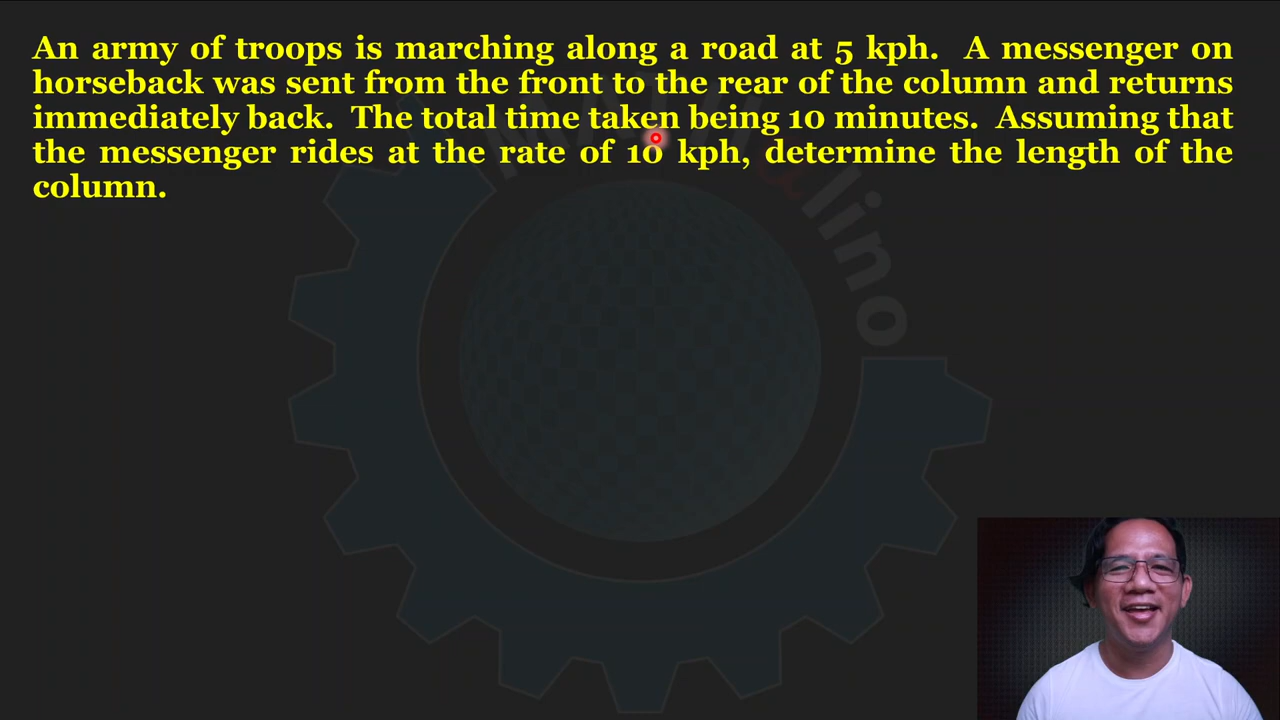 An army of troops is marching along a road at 5 kph. A messenger on
horseback was sent from the front to the rear of the column and returns
immediately back. The total time taken being 10 minutes. Assuming that
the messenger rides at the rate of 10 kph, determine the length of the
column.